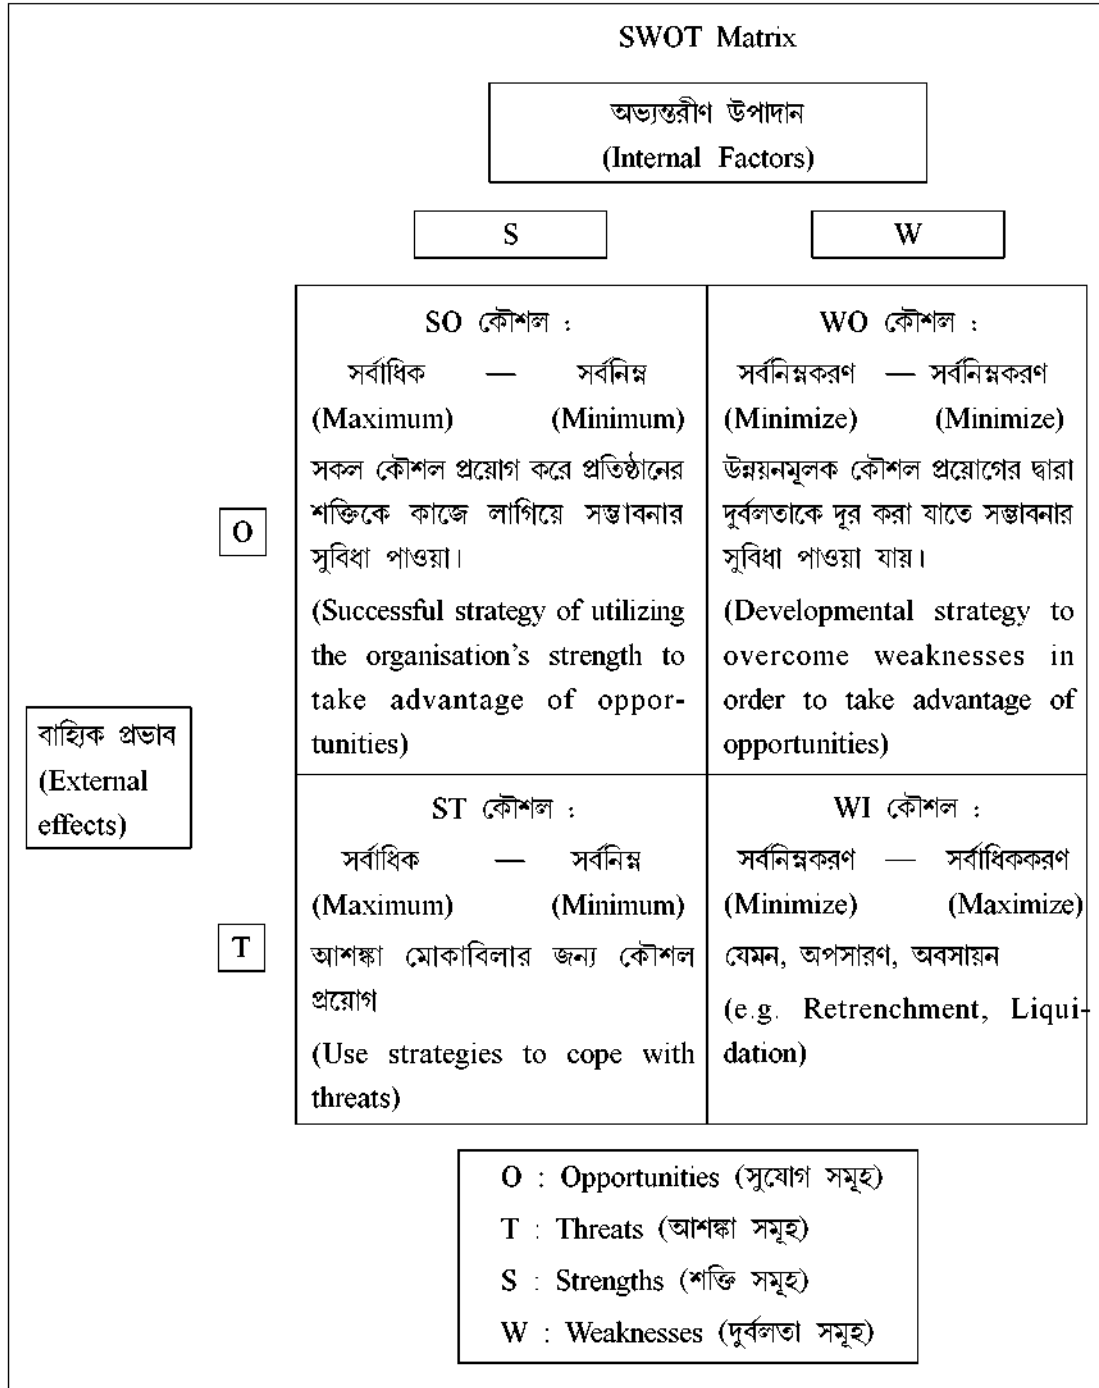 SWOT Matrix
অভ্যন্তরীণ উপাদান
(Internal Factors)
S
W
SO কৌশল :
সর্বাধিক — সর্বনিম্ন
(Maximum) (Minimum)
সকল কৌশল প্রয়োগ করে প্রতিষ্ঠানের
শক্তিকে কাজে লাগিয়ে সম্ভাবনার
সুবিধা পাওয়া।
(Successful strategy of utilizing
the organisation's strength to
take advantage of oppor-
tunities)
WO কৌশল :
সর্বনিম্নকরণ — সর্বনিম্নকরণ
(Minimize) (Minimize)
উন্নয়নমূলক কৌশল প্রয়োগের দ্বারা
দুর্বলতাকে দূর করা যাতে সম্ভাবনার
সুবিধা পাওয়া যায়।
(Developmental strategy to
overcome weaknesses in
order to take advantage of
opportunities)
O
বাহ্যিক প্রভাব
(External
effects)
T
ST কৌশল :
সর্বাধিক — সর্বনিম্ন
(Maximum) (Minimum)
আশঙ্কা মোকাবিলার জন্য কৌশল
প্রয়োগ
(Use strategies to cope with
threats)
WI কৌশল :
সর্বনিম্নকরণ — সর্বাধিককরণ
(Minimize) (Maximize)
যেমন, অপসারণ, অবসায়ন
(e.g. Retrenchment, Liqui-
dation)
O : Opportunities (সুযোগ সমূহ)
T : Threats (আশঙ্কা সমূহ)
S : Strengths (শক্তি সমূহ)
W : Weaknesses (দুর্বলতা সমূহ)